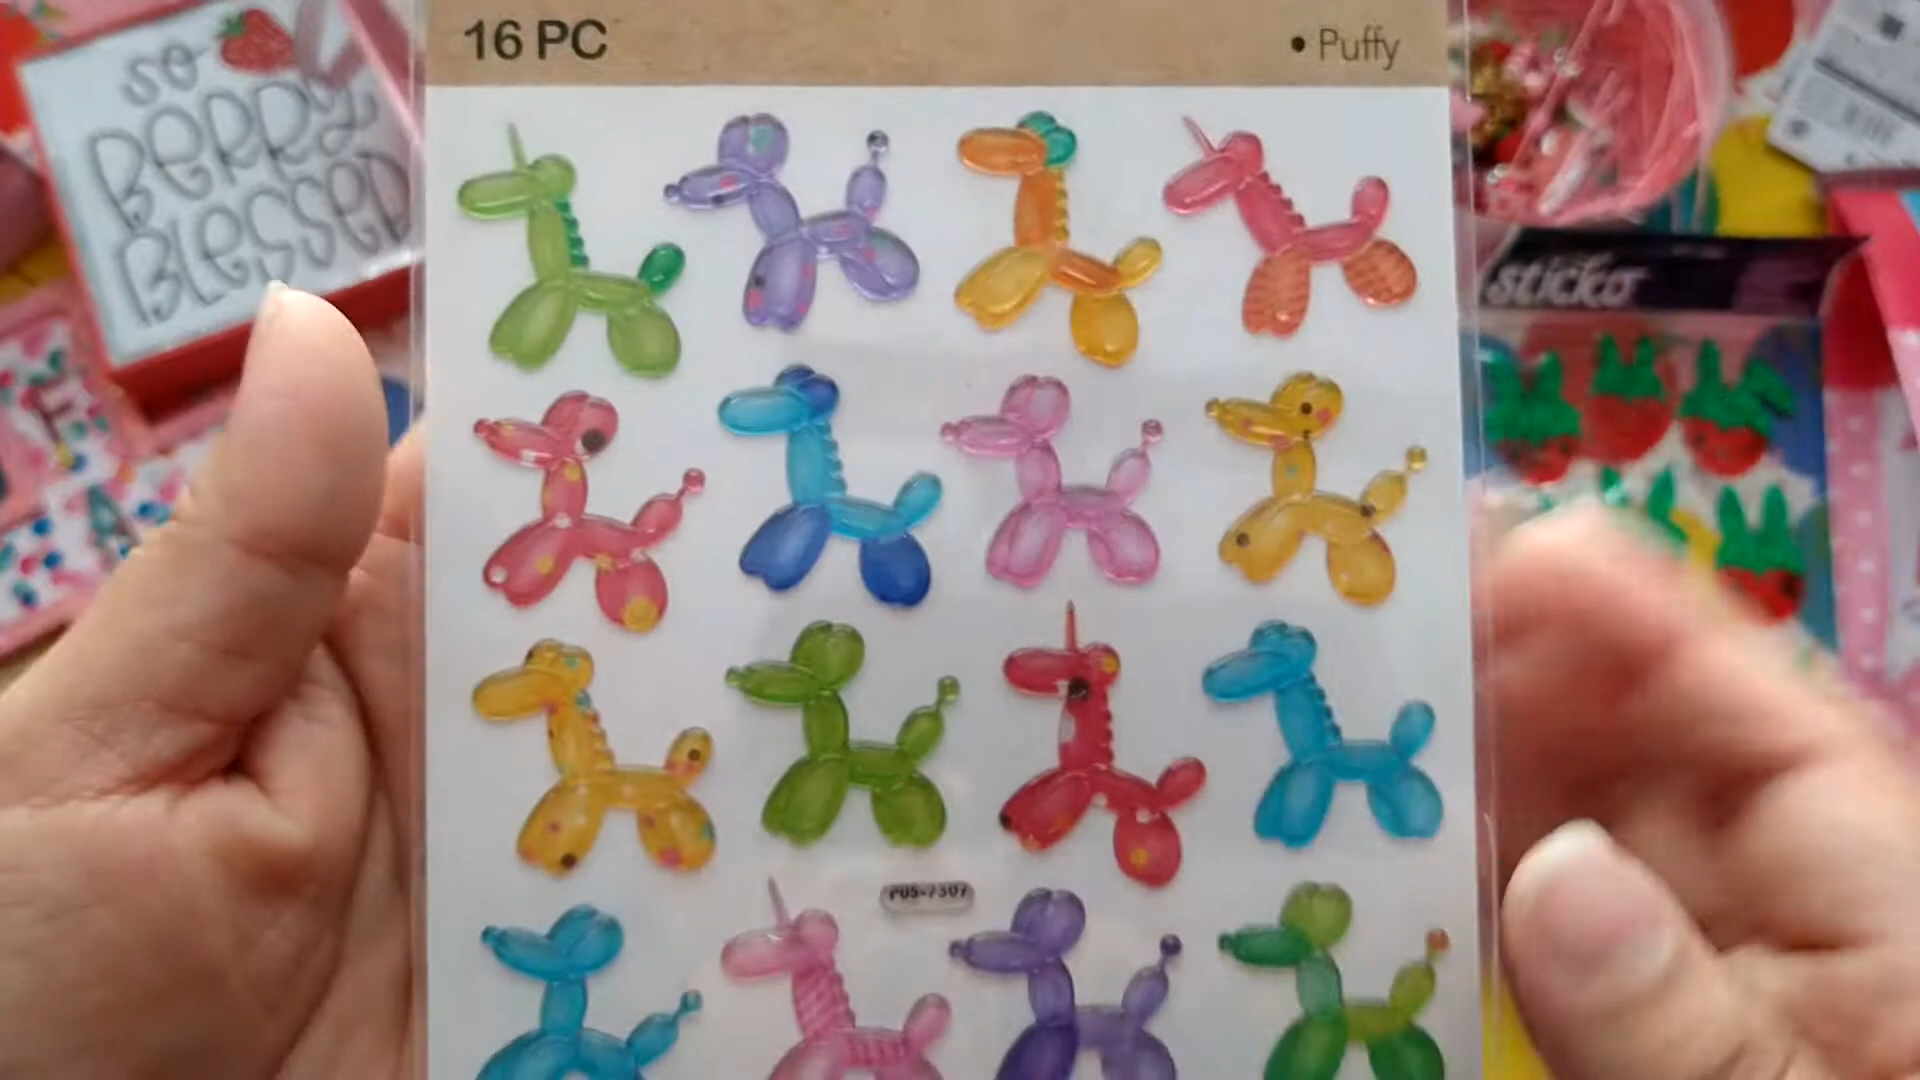 16 PC
• Puffy
so
BERRY
BLESSED
sticko